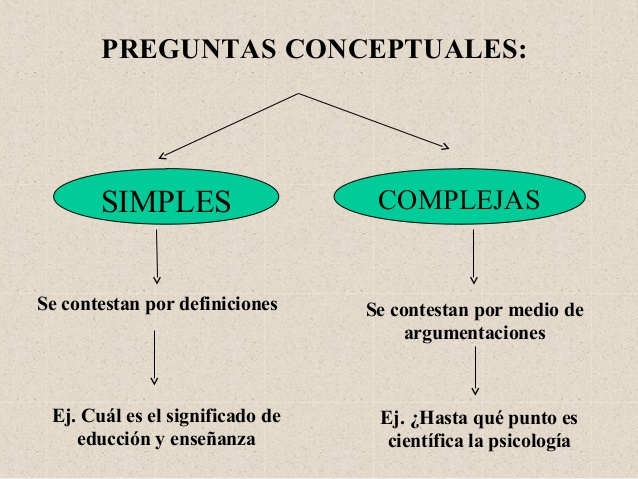 PREGUNTAS CONCEPTUALES:
SIMPLES
COMPLEJAS
Se contestan por definiciones
Se contestan por medio de
argumentaciones
Ej. Cuál es el significado de
educción y enseñanza
Ej. ¿Hasta qué punto es
científica la psicología